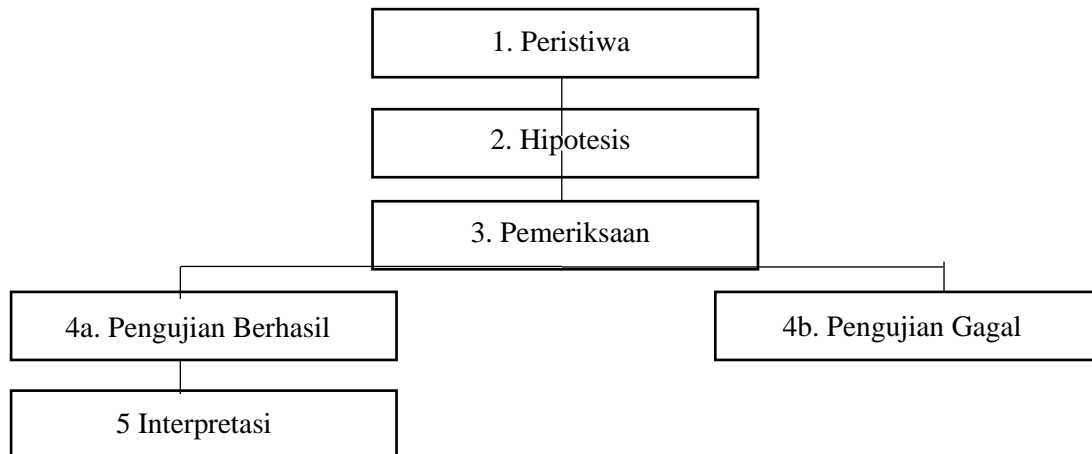 1. Peristiwa
2. Hipotesis
3. Pemeriksaan
4a. Pengujian Berhasil
4b. Pengujian Gagal
5 Interpretasi